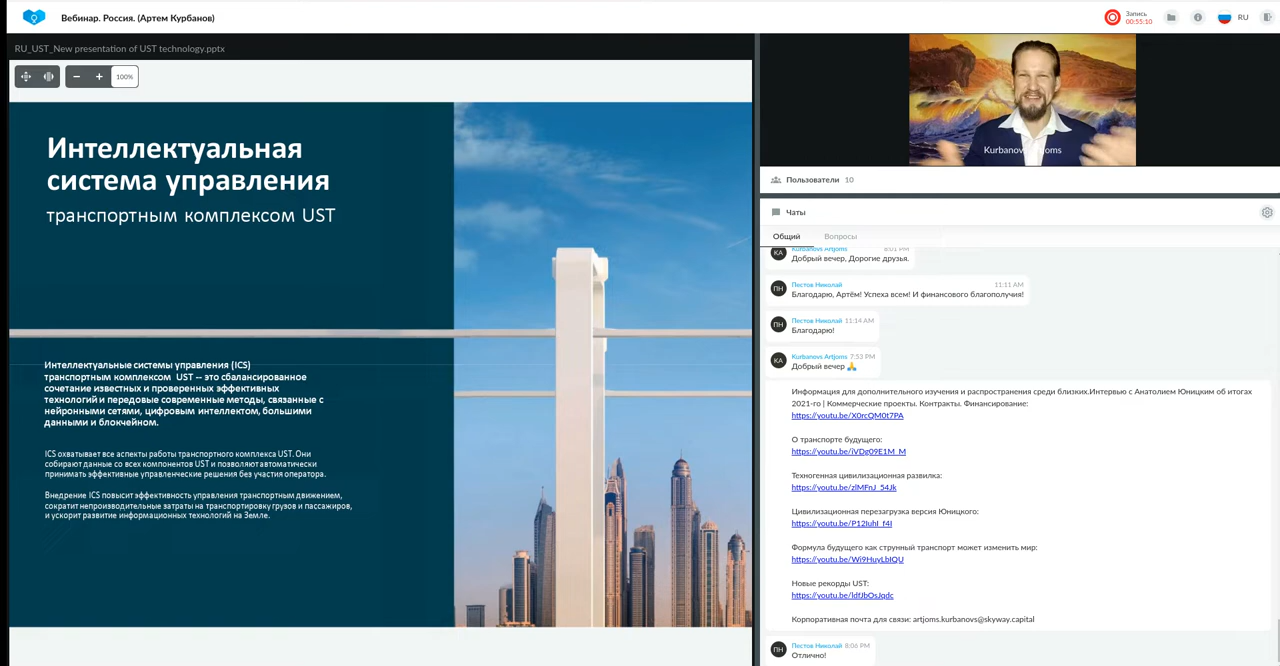 Вебинар. Россия. (Артем Курбанов)
Запись
00:55:10
RU
RU_UST_New presentation of UST technology.pptx
100%
Интеллектуальная
система управления
транспортным комплексом UST
Интеллектуальные системы управления (ICS)
транспортным комплексом UST – это сбалансированное
сочетание известных и проверенных эффективных
технологий и передовые современные методы, связанные с
нейронными сетями, цифровым интеллектом, большими
данными и блокчейном.
ICS охватывает все аспекты работы транспортного комплекса UST. Они
собирают данные со всех компонентов UST и позволяют автоматически
принимать эффективные управленческие решения без участия оператора.
Внедрение ICS повысит эффективность управления транспортным движением,
сократит непроизводительные затраты на транспортировку грузов и пассажиров,
и ускорит развитие информационных технологий на Земле.
Пользователи 10
Чаты
Общий Вопросы
KA Kurbanovs Artjoms 8:01 PM
Добрый вечер, Дорогие друзья.
ПН Пестов Николай 11:11 AM
Благодарю, Артём! Успеха всем! И финансового благополучия!
ПН Пестов Николай 11:14 AM
Благодарю!
KA Kurbanovs Artjoms 7:53 PM
Добрый вечер 🙏
Информация для дополнительного изучения и распространения среди близких.Интервью с Анатолием Юницким об итогах
2021-го | Коммерческие проекты. Контракты. Финансирование:
https://youtu.be/X0rcQM0t7PA
О транспорте будущего:
https://youtu.be/iVDg09E1M_M
Техногенная цивилизационная развилка:
https://youtu.be/zlMFnJ_54Jk
Цивилизационная перезагрузка версия Юницкого:
https://youtu.be/P12IuhI_f4I
Формула будущего как струнный транспорт может изменить мир:
https://youtu.be/Wi9HuyLbIQU
Новые рекорды UST:
https://youtu.be/IdfJbOsJqdc
Корпоративная почта для связи: artjoms.kurbanovs@skyway.capital
ПН Пестов Николай 8:06 PM
Отлично!